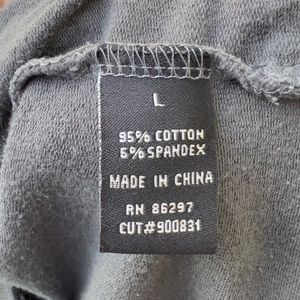 L
95% COTTON
5% SPANDEX
MADE IN CHINA
RN 86297
CUT#900831